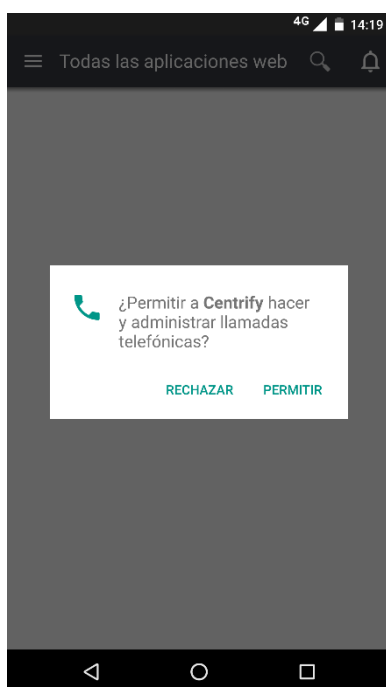 4G 14:19
Todas las aplicaciones web
¿Permitir a Centrify hacer
y administrar llamadas
telefónicas?
RECHAZAR PERMITIR